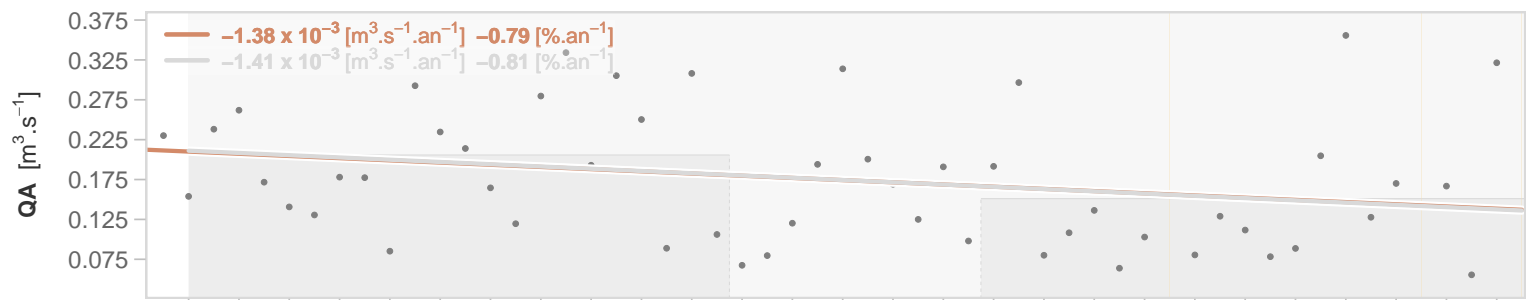 0.375
−1.38 x 10⁻³ [m³.s⁻¹.an⁻¹] −0.79 [%.an⁻¹]
0.325
−1.41 x 10⁻³ [m³.s⁻¹.an⁻¹] −0.81 [%.an⁻¹]
0.275
0.225
0.175
0.125
0.075
QA [m³.s⁻¹]